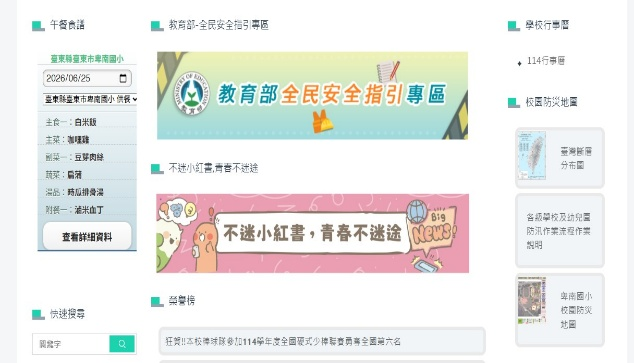 午餐食譜
臺東縣臺東市卑南國小
2026/06/25
臺東縣臺東市卑南國小 供餐
主食一：白米飯
主菜：咖哩雞
副菜一：豆芽肉絲
蔬菜：扁蒲
湯品：時瓜排骨湯
附餐一：滷米血丁
查看詳細資料
快速搜尋
關鍵字
教育部-全民安全指引專區
MINISTRY OF EDUCATION
教育部
教育部全民安全指引專區
不迷小紅書,青春不迷途
不迷小紅書，青春不迷途
Big
News!
榮譽榜
狂賀!!本校棒球隊參加114學年度全國硬式少棒聯賽勇奪全國第六名
學校行事曆
114行事曆
校園防災地圖
臺灣斷層
分布圖
各級學校及幼兒園
防汛作業流程作業
說明
卑南國小
校園防災
地圖